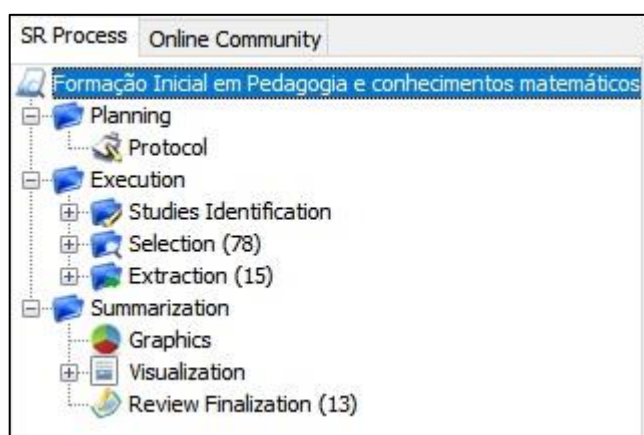 SR Process Online Community
Formação Inicial em Pedagogia e conhecimentos matemáticos
Planning
Protocol
Execution
Studies Identification
Selection (78)
Extraction (15)
Summarization
Graphics
Visualization
Review Finalization (13)